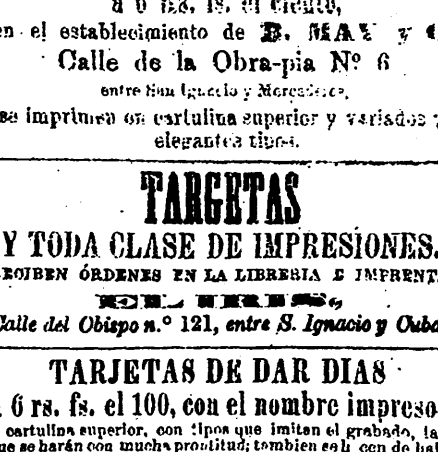 á 6 rs. fs. el ciento,
en el establecimiento de B. MAY y C
Calle de la Obra-pia Nº 6
entre San Ignacio y Mercaderes,
se imprimen en cartulina superior y variados y
elegantes tipos.
TARGETAS
Y TODA CLASE DE IMPRESIONES.
RECIBEN ÓRDENES EN LA LIBRERIA É IMPRENT
Calle del Obispo n.º 121, entre S. Ignacio y Cuba
TARJETAS DE DAR DIAS
6 rs. fs. el 100, con el nombre impreso
cartulina superior, con tipos que imitan el grabado, la
que se harán con mucha prontitud; tambien se